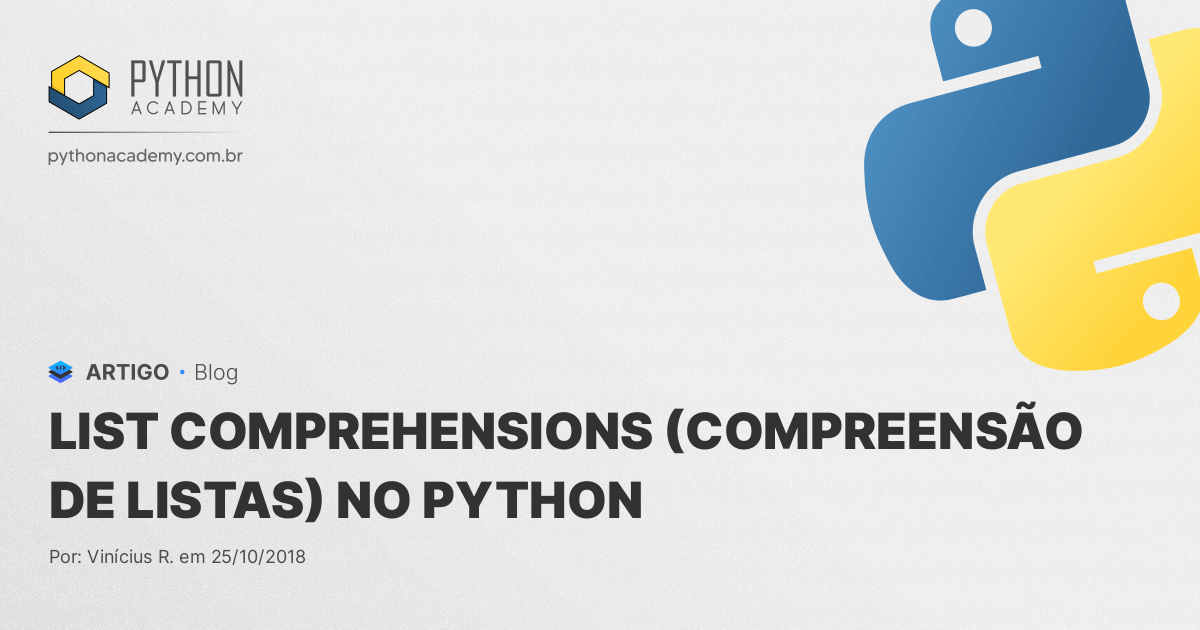 PYTHON
ACADEMY
pythonacademy.com.br
ARTIGO • Blog
LIST COMPREHENSIONS (COMPREENSÃO
DE LISTAS) NO PYTHON
Por: Vinícius R. em 25/10/2018